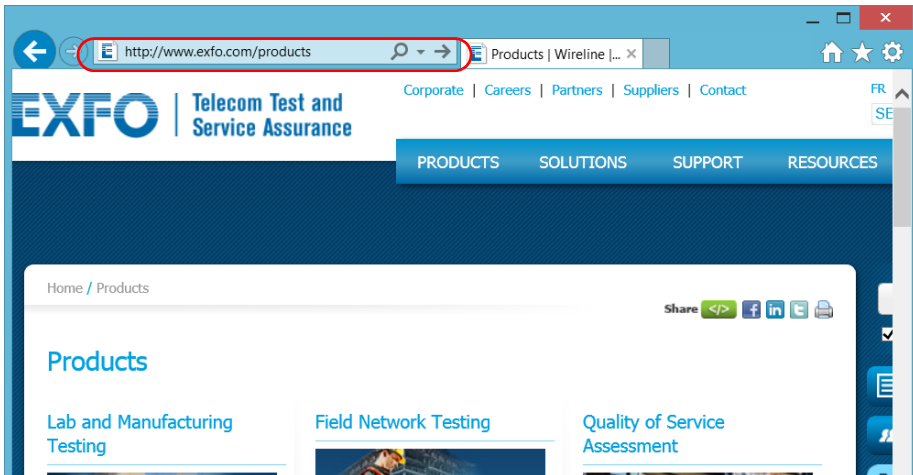 http://www.exfo.com/products
Products | Wireline |...
EXFO
Telecom Test and
Service Assurance
Corporate | Careers | Partners | Suppliers | Contact
FR
SE
PRODUCTS SOLUTIONS SUPPORT RESOURCES
Home / Products
Share
Products
Lab and Manufacturing
Testing
Field Network Testing
Quality of Service
Assessment